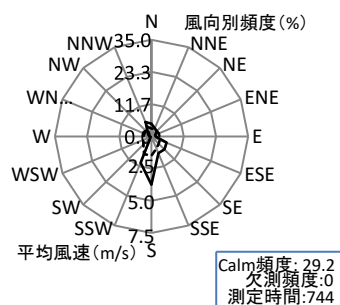 N
風向別頻度(%)
35.0
NNW
NNE
NW
NE
23.3
WN...
ENE
11.7
W
0.0
E
WSW
2.5
ESE
SW
5.0
SE
SSW
SSE
平均風速(m/s)
7.5
S
Calm頻度: 29.2
欠測頻度:0
測定時間:744